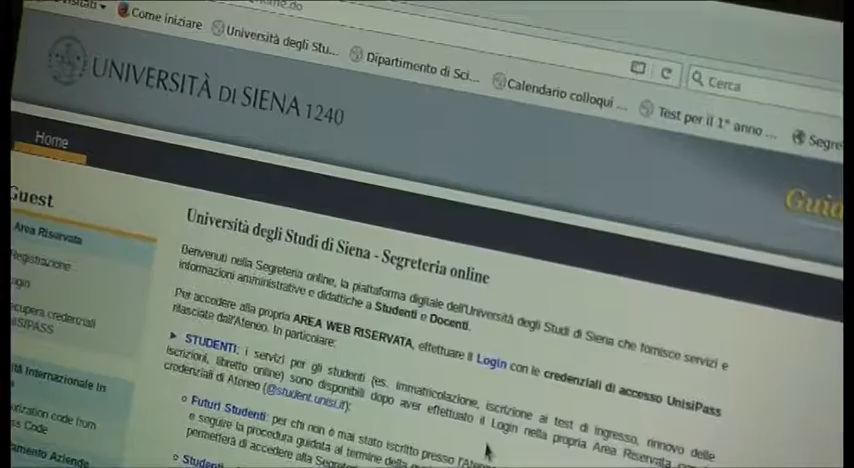 Come iniziare
Università degli Stu...
Dipartimento di Sci...
Calendario colloqui ...
Test per il 1° anno ...
Cerca
UNIVERSITÀ DI SIENA 1240
Home
Guest
Area Riservata
Registrazione
Università degli Studi di Siena - Segreteria online
Benvenuti nella Segreteria online, la piattaforma digitale dell'Università degli Studi di Siena che fornisce servizi e
informazioni amministrative e didattiche a Studenti e Docenti.
Per accedere alla propria AREA WEB RISERVATA, effettuare il Login con le credenziali di accesso UnisiPass
rilasciate dall'Ateneo. In particolare:
STUDENTI: i servizi per gli studenti (es. immatricolazione, iscrizione ai test di ingresso, rinnovo delle
iscrizioni, libretto online) sono disponibili dopo aver effettuato il Login nella propria Area Riservata
credenziali di Ateneo (@student.unisi.it):
Futuri Studenti: per chi non è mai stato iscritto presso l'Aten
e seguire la procedura guidata al termine della
permetterà di accedere alla
code from